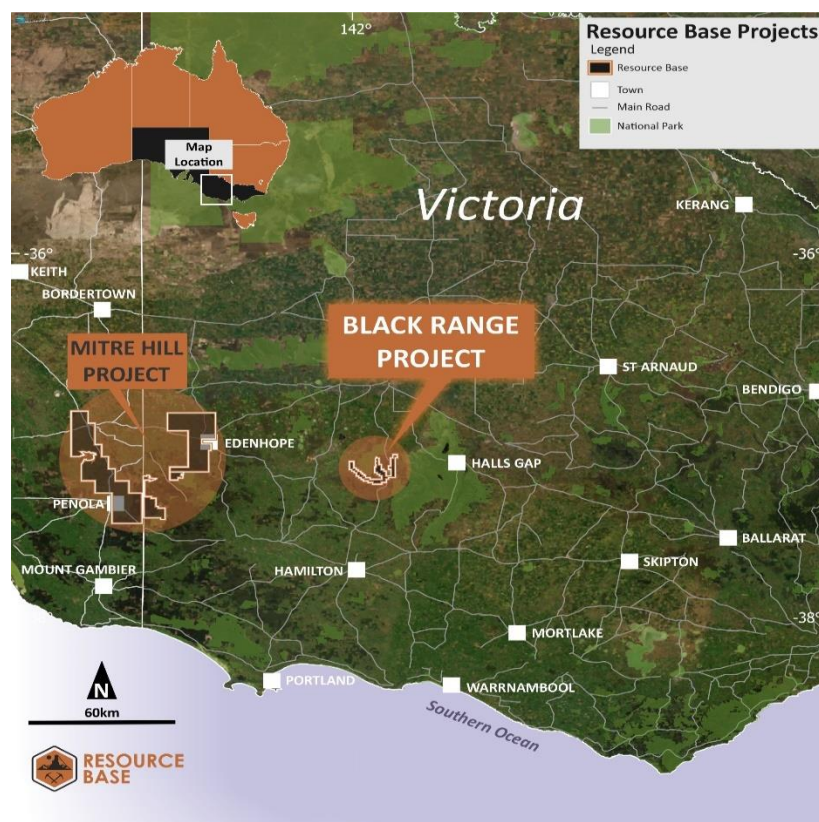 142°
Resource Base Projects
Legend
Resource Base
Town
Main Road
National Park
Map
Location
Victoria
KERANG
-36°
-36°
KEITH
BORDERTOWN
BLACK RANGE
PROJECT
MITRE HILL
PROJECT
ST ARNAUD
BENDIGO
EDENHOPE
HALLS GAP
PENOLA
BALLARAT
SKIPTON
MOUNT GAMBIER
HAMILTON
-38°
MORTLAKE
PORTLAND
WARRNAMBOOL
Southern Ocean
N
60km
RESOURCE
BASE